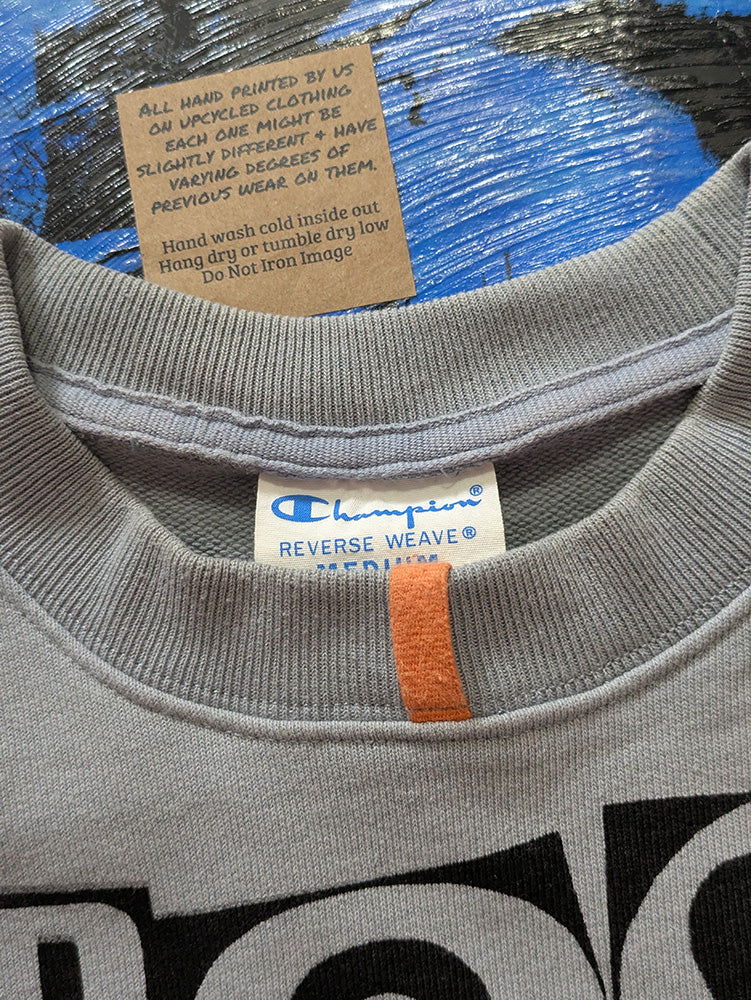 ALL HAND PRINTED BY US
ON UPCYCLED CLOTHING
EACH ONE MIGHT BE
SLIGHTLY DIFFERENT + HAVE
VARYING DEGREES OF
PREVIOUS WEAR ON THEM.
Hand wash cold inside out
Hang dry or tumble dry low
Do Not Iron Image
Champion®
REVERSE WEAVE®
MEDIUM